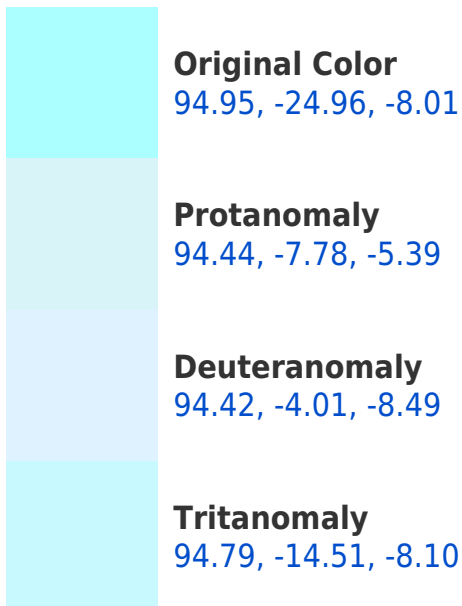 Original Color
94.95, -24.96, -8.01
Protanomaly
94.44, -7.78, -5.39
Deuteranomaly
94.42, -4.01, -8.49
Tritanomaly
94.79, -14.51, -8.10